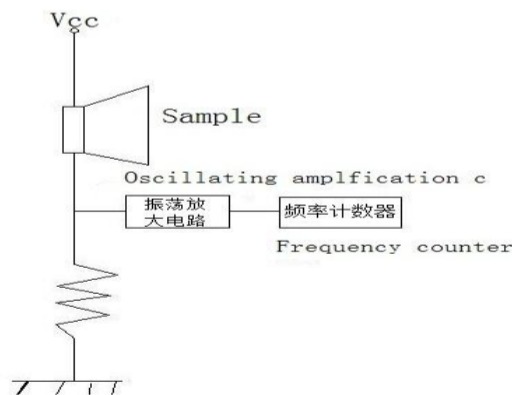 Vcc
Sample
Oscillating amplfication c
振荡放
大电路
频率计数器
Frequency counter